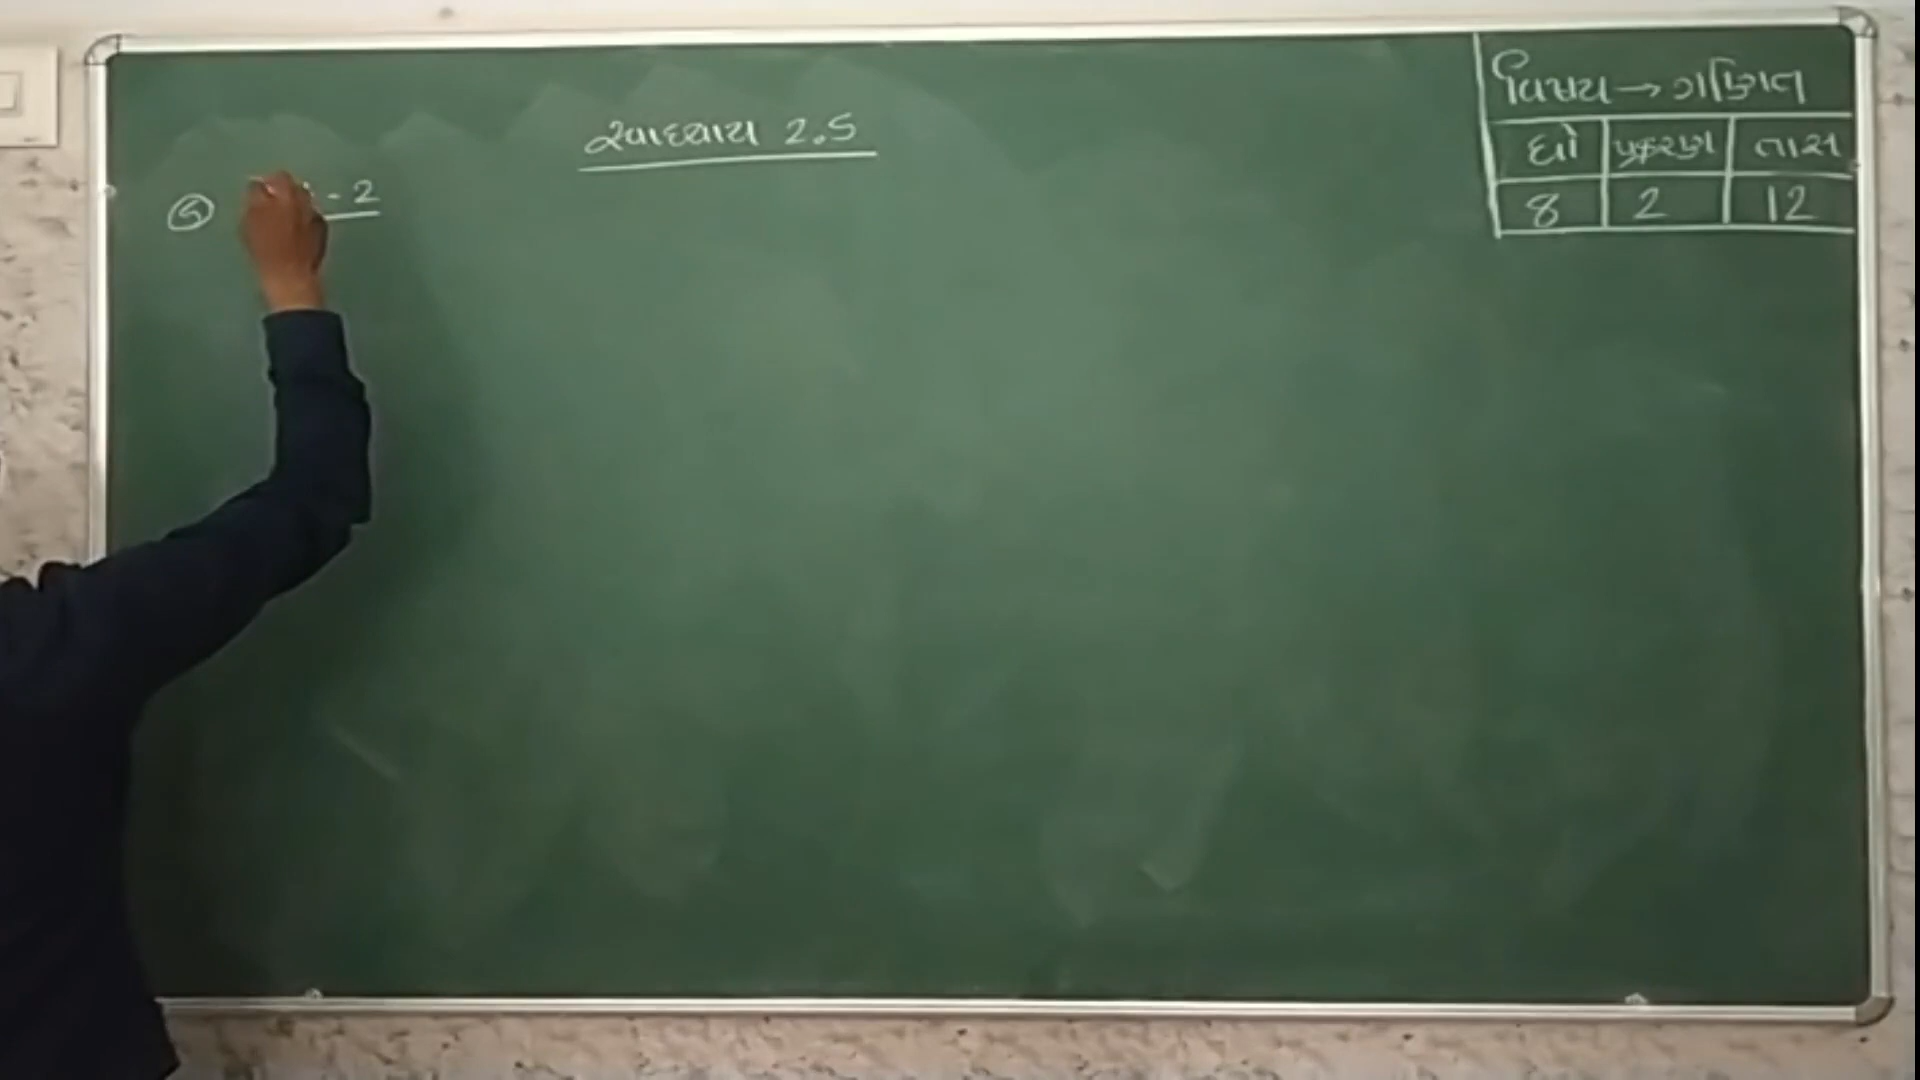 સ્વાધ્યાય 2.5
વિષય → ગણિત
ધો પ્રકરણ તાસ
8 2 12
⑤ - 2